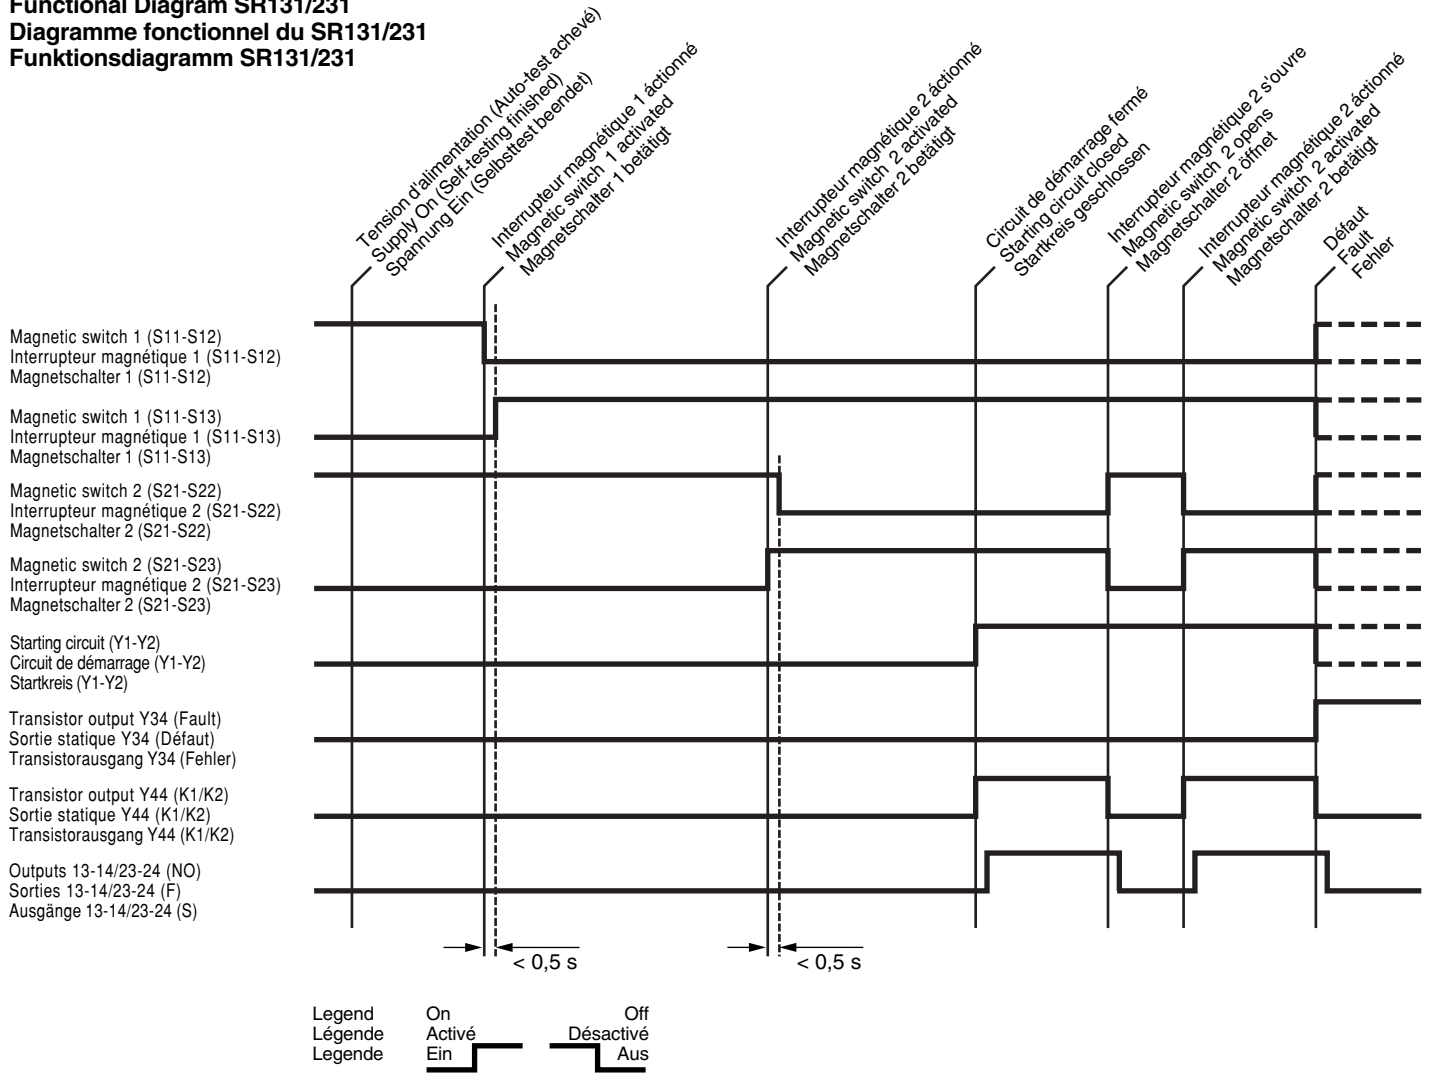 Functional Diagram SR131/231
Diagramme fonctionnel du SR131/231
Funktionsdiagramm SR131/231
Tension d'alimentation (Auto-test achevé)
Supply On (Self-testing finished)
Spannung Ein (Selbsttest beendet)
Interrupteur magnétique 1 áctionné
Magnetic switch 1 activated
Magnetschalter 1 betätigt
Interrupteur magnétique 2 áctionné
Magnetic switch 2 activated
Magnetschalter 2 betätigt
Circuit de démarrage fermé
Starting circuit closed
Startkreis geschlossen
Interrupteur magnétique 2 s'ouvre
Magnetic switch 2 opens
Magnetschalter 2 öffnet
Interrupteur magnétique 2 áctionné
Magnetic switch 2 activated
Magnetschalter 2 betätigt
Défaut
Fault
Fehler
Magnetic switch 1 (S11-S12)
Interrupteur magnétique 1 (S11-S12)
Magnetschalter 1 (S11-S12)
Magnetic switch 1 (S11-S13)
Interrupteur magnétique 1 (S11-S13)
Magnetschalter 1 (S11-S13)
Magnetic switch 2 (S21-S22)
Interrupteur magnétique 2 (S21-S22)
Magnetschalter 2 (S21-S22)
Magnetic switch 2 (S21-S23)
Interrupteur magnétique 2 (S21-S23)
Magnetschalter 2 (S21-S23)
Starting circuit (Y1-Y2)
Circuit de démarrage (Y1-Y2)
Startkreis (Y1-Y2)
Transistor output Y34 (Fault)
Sortie statique Y34 (Défaut)
Transistorausgang Y34 (Fehler)
Transistor output Y44 (K1/K2)
Sortie statique Y44 (K1/K2)
Transistorausgang Y44 (K1/K2)
Outputs 13-14/23-24 (NO)
Sorties 13-14/23-24 (F)
Ausgänge 13-14/23-24 (S)
< 0,5 s
< 0,5 s
Legend On Off
Légende Activé Désactivé
Legende Ein Aus